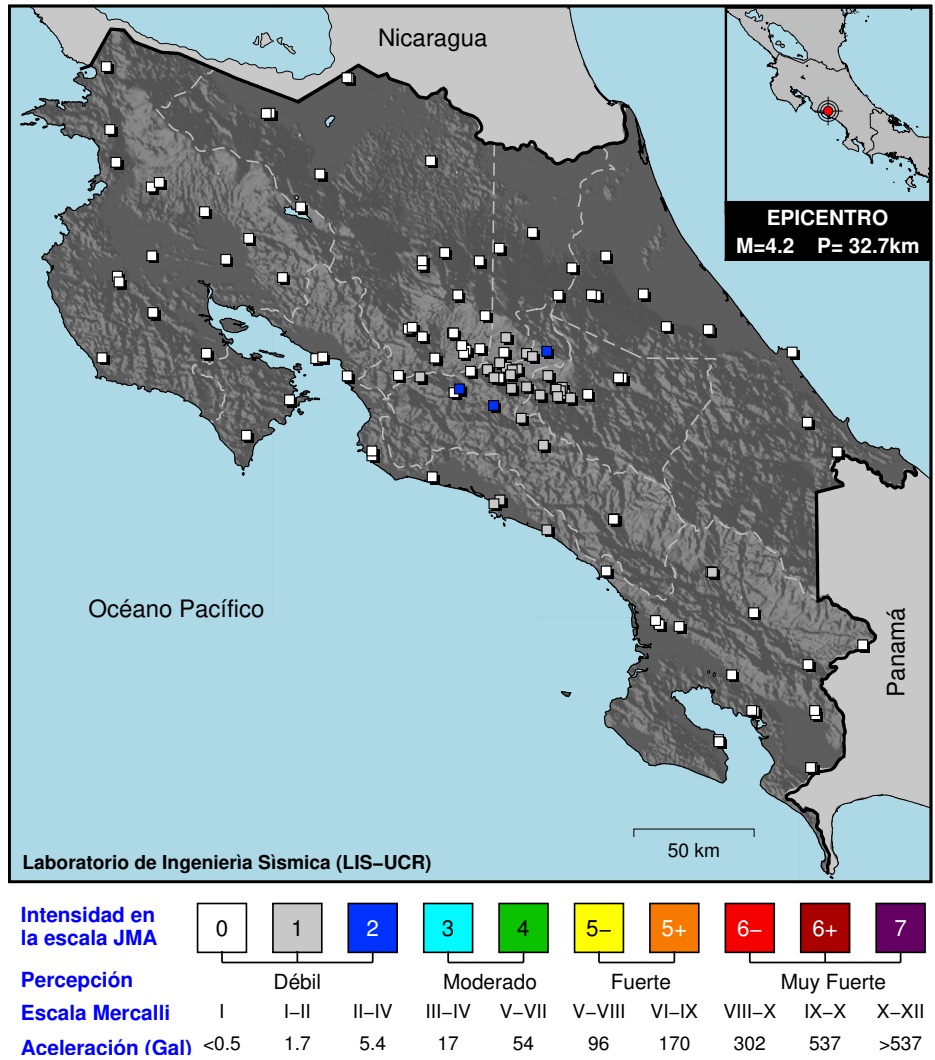 Nicaragua
EPICENTRO
M=4.2 P= 32.7km
Océano Pacífico
Panamá
50 km
Laboratorio de Ingenierìa Sìsmica (LIS−UCR)
Intensidad en
la escala JMA
0 1 2 3 4 5− 5+ 6− 6+ 7
Percepción Débil Moderado Fuerte Muy Fuerte
Escala Mercalli I I−II II−IV III−IV V−VII V−VIII VI−IX VIII−X IX−X X−XII
Aceleración (Gal) <0.5 1.7 5.4 17 54 96 170 302 537 >537